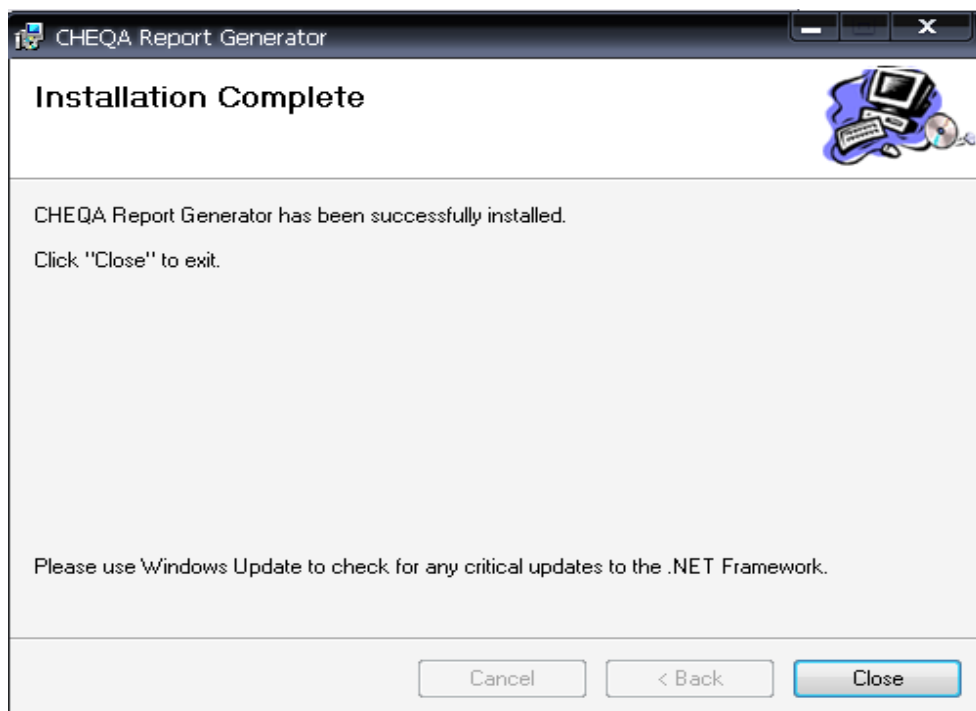 CHEQA Report Generator
Installation Complete
CHEQA Report Generator has been successfully installed.
Click "Close" to exit.
Please use Windows Update to check for any critical updates to the .NET Framework.
Cancel
< Back
Close